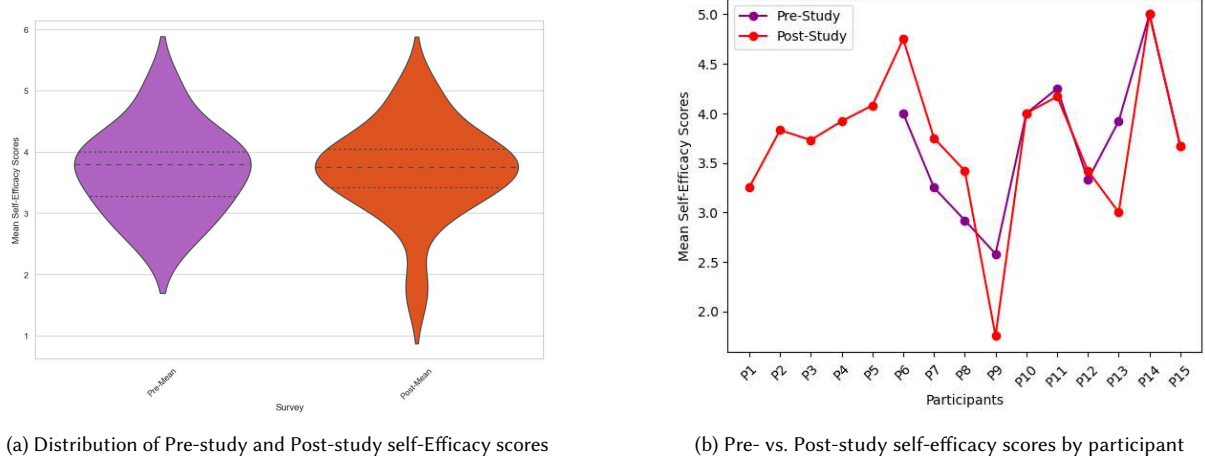 6
5
4
3
2
1
Mean Self-Efficacy Scores
Pre-Mean
Post-Mean
Survey
(a) Distribution of Pre-study and Post-study self-Efficacy scores
Pre-Study
Post-Study
5.0
4.5
4.0
3.5
3.0
2.5
2.0
Mean Self-Efficacy Scores
P1
P2
P3
P4
P5
P6
P7
P8
P9
P10
P11
P12
P13
P14
P15
Participants
(b) Pre- vs. Post-study self-efficacy scores by participant